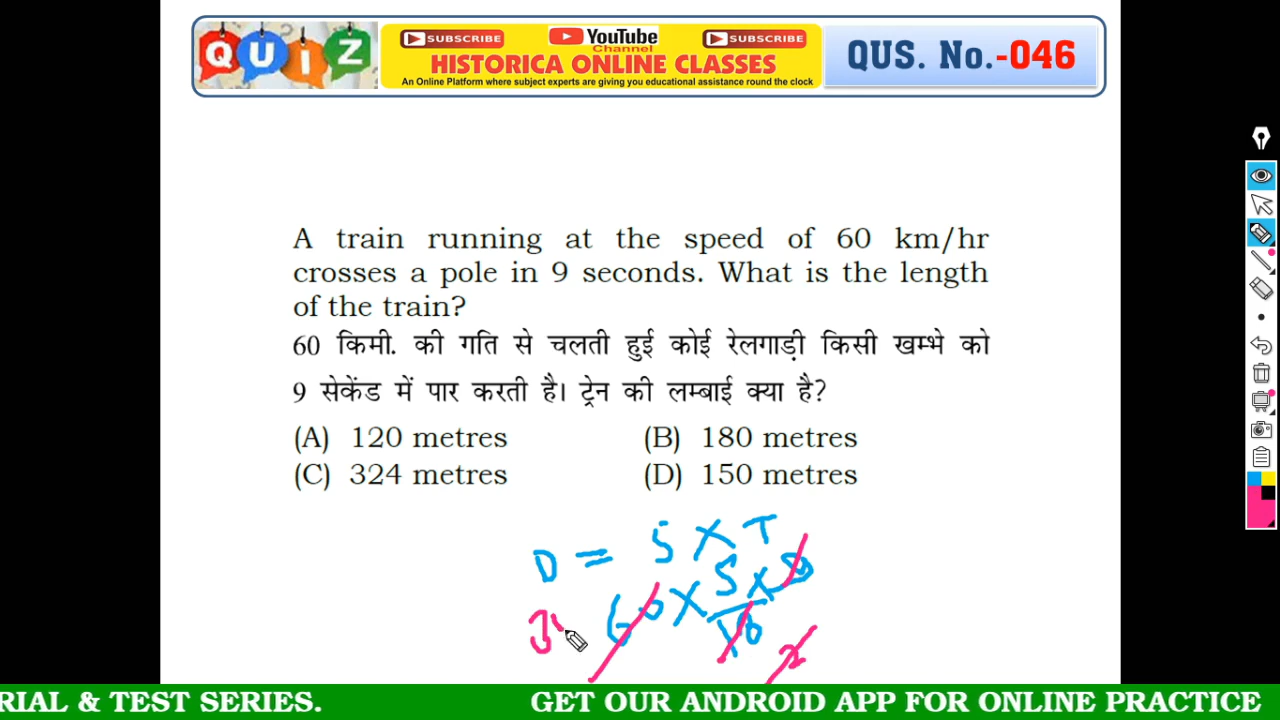 QUIZ
SUBSCRIBE YouTube SUBSCRIBE
Channel
HISTORICA ONLINE CLASSES
An Online Platform where subject experts are giving you educational assistance round the clock
QUS. No.-046
A train running at the speed of 60 km/hr
crosses a pole in 9 seconds. What is the length
of the train?
60 किमी. की गति से चलती हुई कोई रेलगाड़ी किसी खम्भे को
9 सेकेंड में पार करती है। ट्रेन की लम्बाई क्या है?
(A) 120 metres (B) 180 metres
(C) 324 metres (D) 150 metres
D = S × T
60 × 5 × 9
18
2
RIAL & TEST SERIES. GET OUR ANDROID APP FOR ONLINE PRACTICE